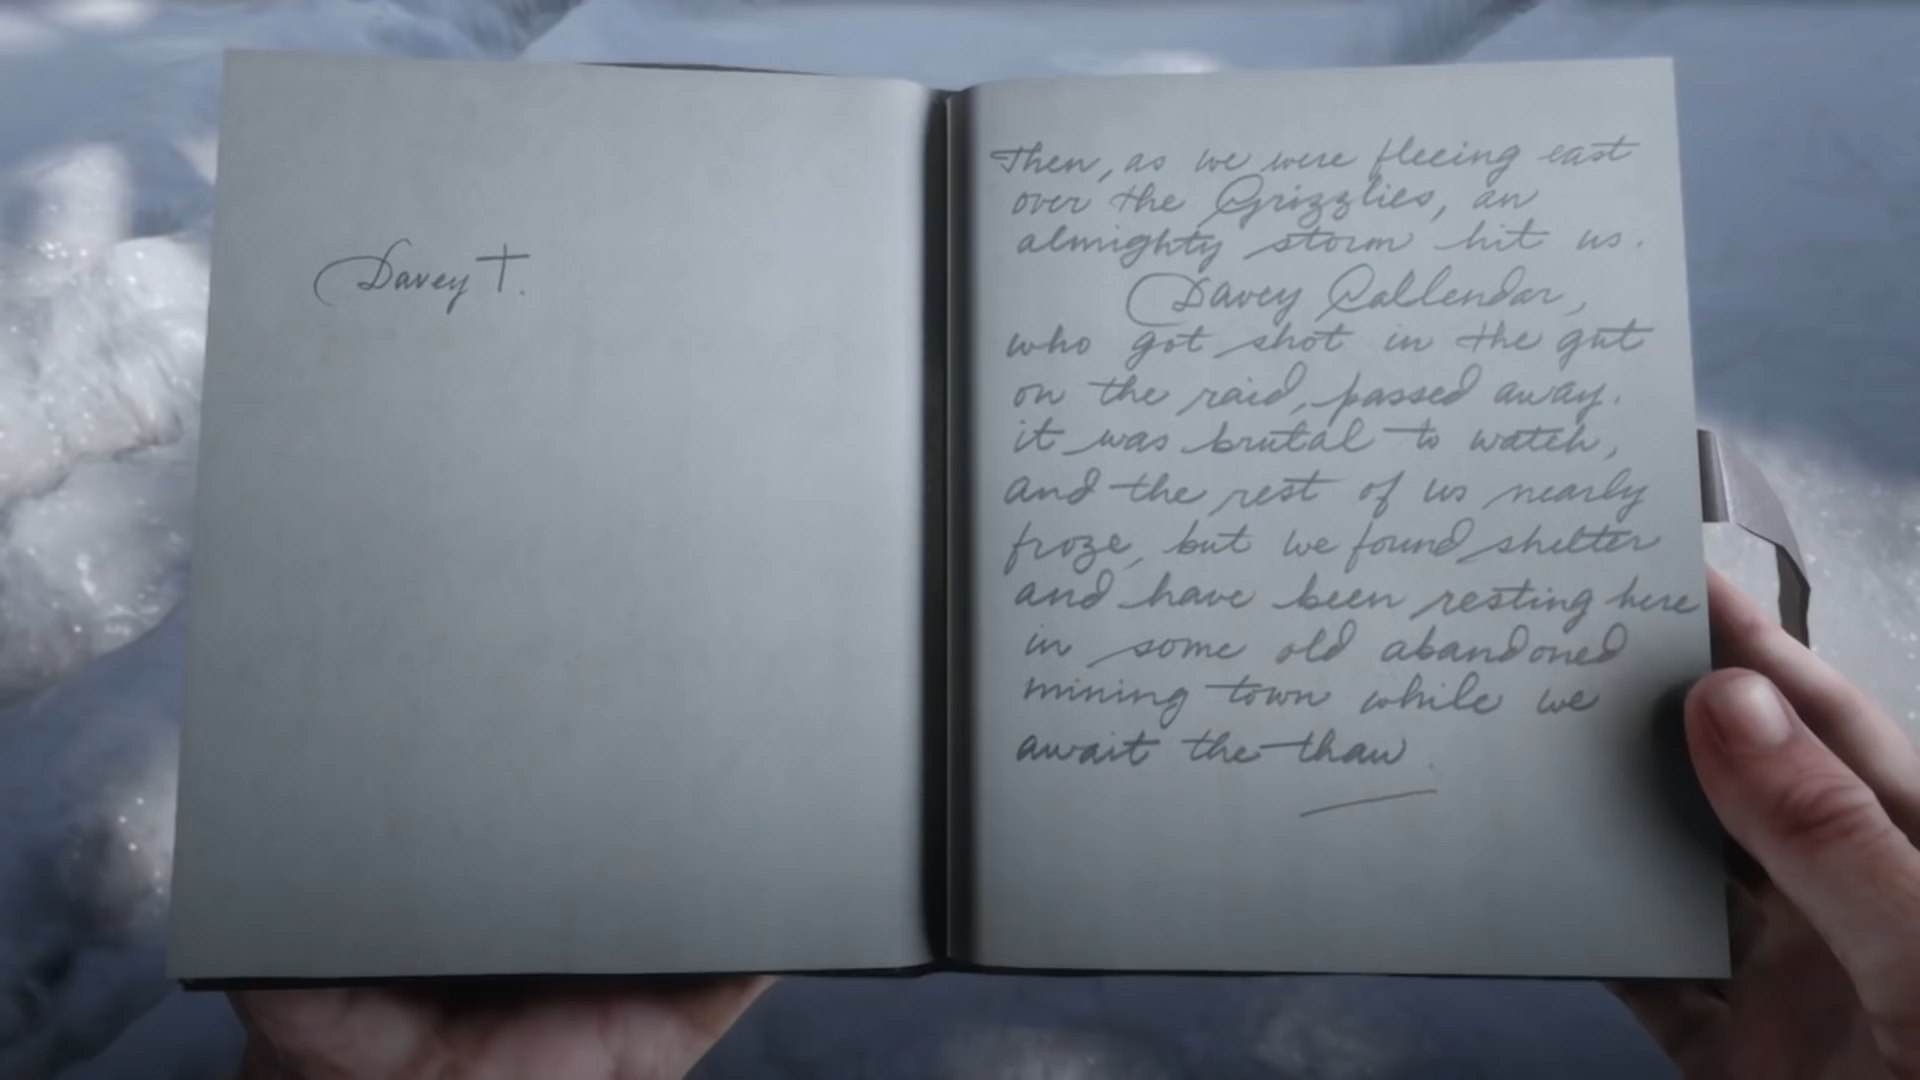 Davey T.
Then, as we were fleeing east
over the Grizzlies, an
almighty storm hit us.
Davey Callendar,
who got shot in the gut
on the raid, passed away.
it was brutal to watch,
and the rest of us nearly
froze, but we found shelter
and have been resting here
in some old abandoned
mining town while we
await the thaw.